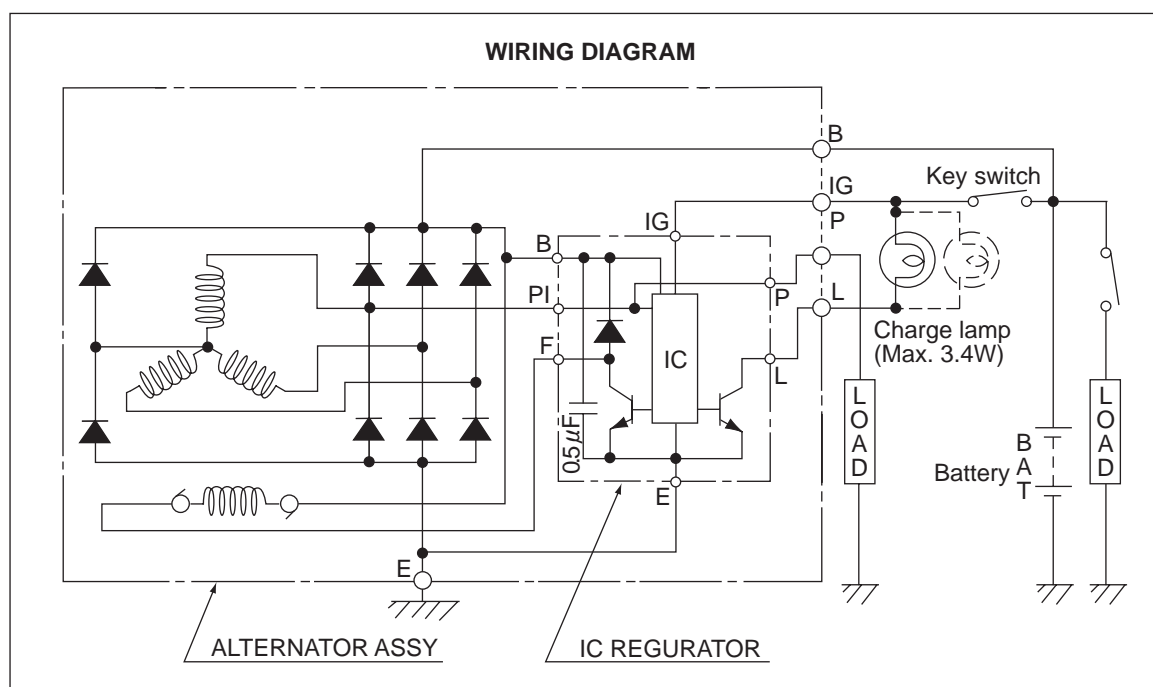 WIRING DIAGRAM
B
IG
Key switch
P
IG
B
PI
P
L
F
IC
L
Charge lamp
(Max. 3.4W)
0.5μF
LOAD
LOAD
Battery
BAT
E
E
ALTERNATOR ASSY
IC REGURATOR